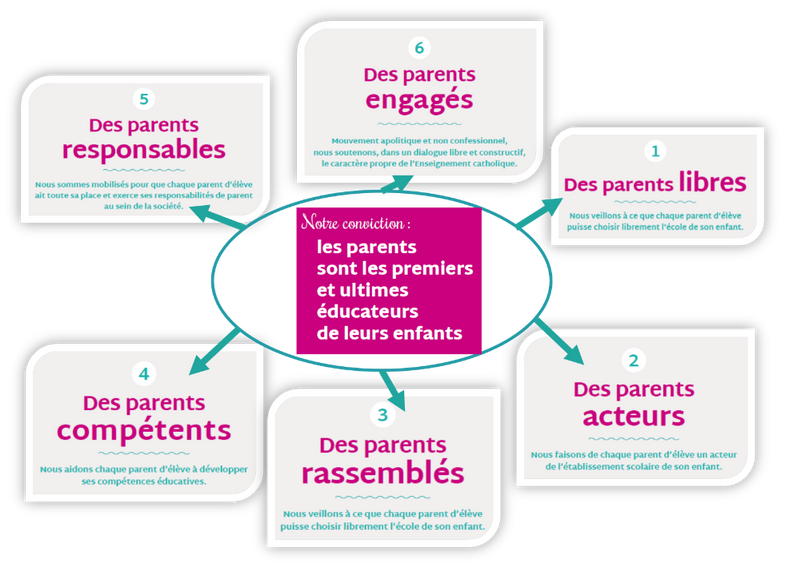 6
Des parents
engagés
Mouvement apolitique et non confessionnel,
nous soutenons, dans un dialogue libre et constructif,
le caractère propre de l'Enseignement catholique.
5
Des parents
responsables
Nous sommes mobilisés pour que chaque parent d'élève
ait toute sa place et exerce ses responsabilités de parent
au sein de la société.
1
Des parents libres
Nous veillons à ce que chaque parent d'élève
puisse choisir librement l'école de son enfant.
Notre conviction :
les parents
sont les premiers
et ultimes
éducateurs
de leurs enfants
4
Des parents
compétents
Nous aidons chaque parent d'élève à développer
ses compétences éducatives.
3
Des parents
rassemblés
Nous veillons à ce que chaque parent d'élève
puisse choisir librement l'école de son enfant.
2
Des parents
acteurs
Nous faisons de chaque parent d'élève un acteur
de l'établissement scolaire de son enfant.